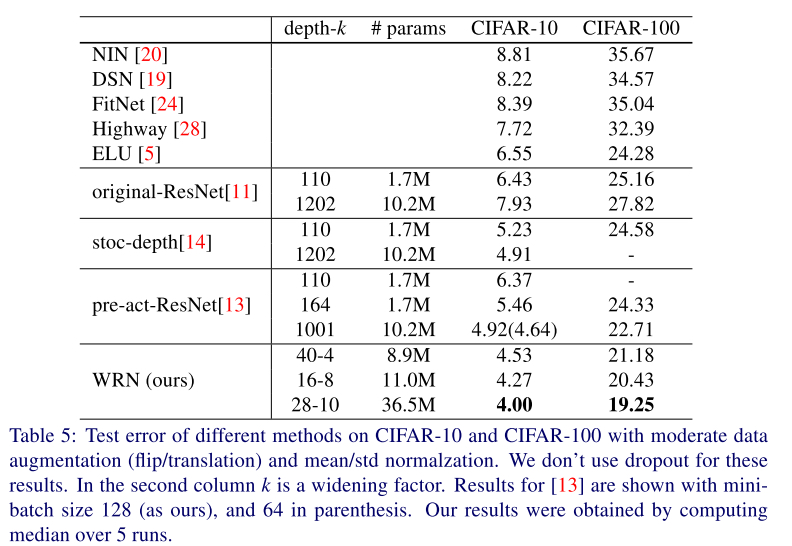 depth-k # params CIFAR-10 CIFAR-100
NIN [20] 8.81 35.67
DSN [19] 8.22 34.57
FitNet [24] 8.39 35.04
Highway [28] 7.72 32.39
ELU [5] 6.55 24.28
original-ResNet[11] 110 1.7M 6.43 25.16
1202 10.2M 7.93 27.82
stoc-depth[14] 110 1.7M 5.23 24.58
1202 10.2M 4.91 -
pre-act-ResNet[13] 110 1.7M 6.37 -
164 1.7M 5.46 24.33
1001 10.2M 4.92(4.64) 22.71
WRN (ours) 40-4 8.9M 4.53 21.18
16-8 11.0M 4.27 20.43
28-10 36.5M 4.00 19.25
Table 5: Test error of different methods on CIFAR-10 and CIFAR-100 with moderate data
augmentation (flip/translation) and mean/std normalzation. We don't use dropout for these
results. In the second column k is a widening factor. Results for [13] are shown with mini-
batch size 128 (as ours), and 64 in parenthesis. Our results were obtained by computing
median over 5 runs.